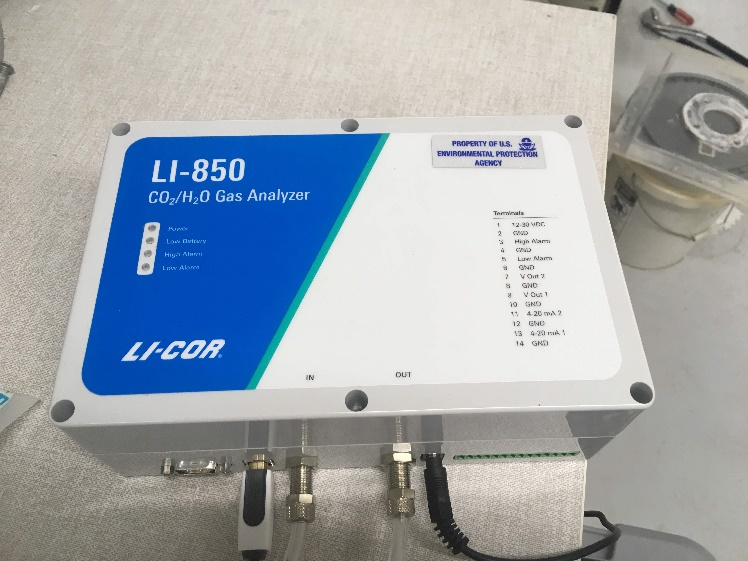 LI-850
CO₂/H₂O Gas Analyzer
Power
Low Battery
High Alarm
Low Alarm
LI-COR®
PROPERTY OF U.S.
ENVIRONMENTAL PROTECTION
AGENCY
Terminals
1 12-30 VDC
2 GND
3 High Alarm
4 GND
5 Low Alarm
6 GND
7 V Out 2
8 GND
9 V Out 1
10 GND
11 4-20 mA 2
12 GND
13 4-20 mA 1
14 GND
IN
OUT